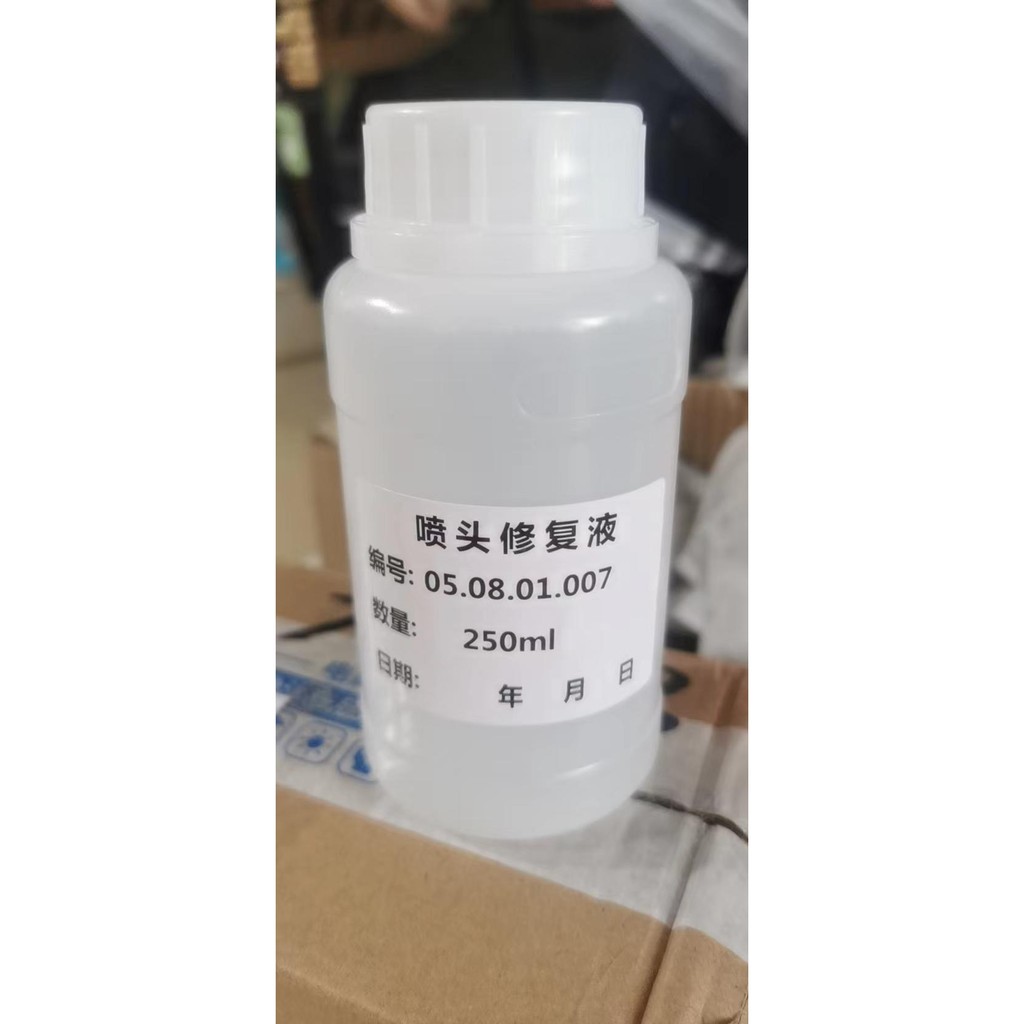 喷头修复液
编号: 05.08.01.007
数量: 250ml
日期: 年 月 日